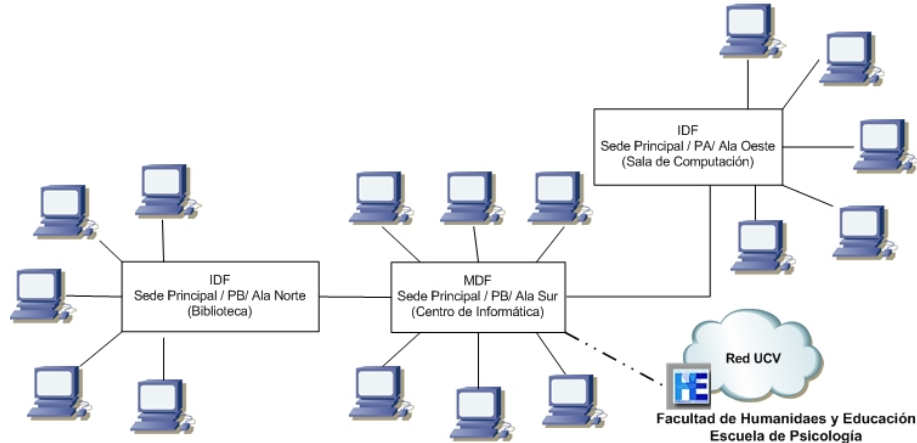 IDF
Sede Principal / PA/ Ala Oeste
(Sala de Computación)
IDF
Sede Principal / PB/ Ala Norte
(Biblioteca)
MDF
Sede Principal / PB/ Ala Sur
(Centro de Informática)
Red UCV
HE
Facultad de Humanidaes y Educación
Escuela de Psicología